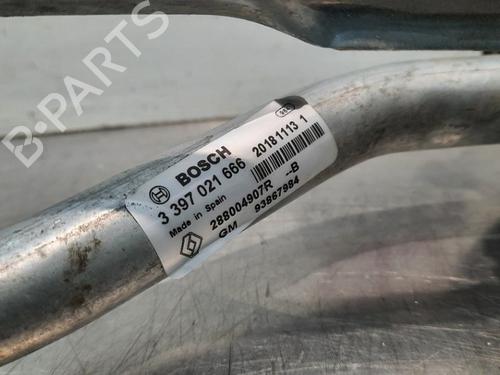 B-PARTS
BOSCH
3 397 021 666 20181113 1
Made in Spain
288004907R --B
GM 93867984